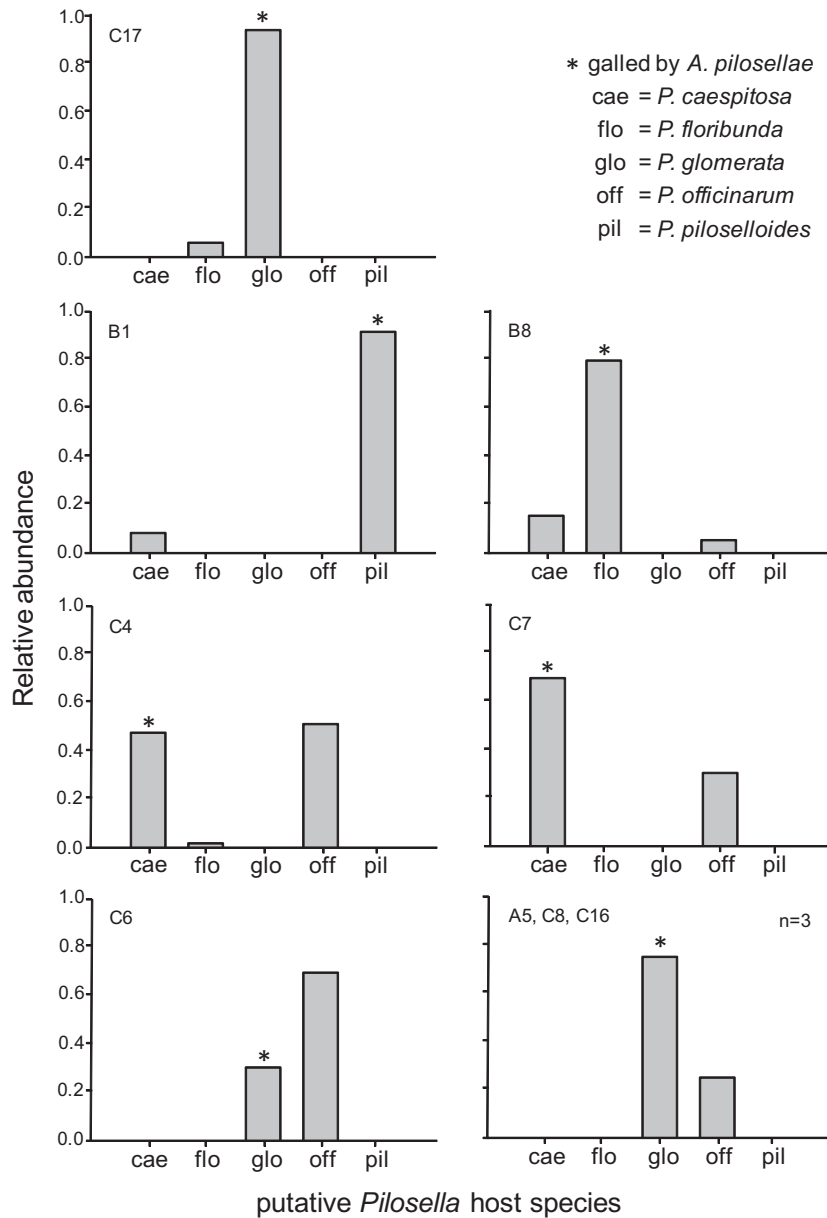 C17
1.0
0.8
0.6
0.4
0.2
0.0
*
cae flo glo off pil
* galled by A. pilosellae
cae = P. caespitosa
flo = P. floribunda
glo = P. glomerata
off = P. officinarum
pil = P. piloselloides
B1
1.0
0.8
0.6
0.4
0.2
0.0
*
cae flo glo off pil
B8
*
cae flo glo off pil
Relative abundance
C4
1.0
0.8
0.6
0.4
0.2
0.0
*
cae flo glo off pil
C7
*
cae flo glo off pil
C6
1.0
0.8
0.6
0.4
0.2
0.0
*
cae flo glo off pil
A5, C8, C16 n=3
*
cae flo glo off pil
putative Pilosella host species